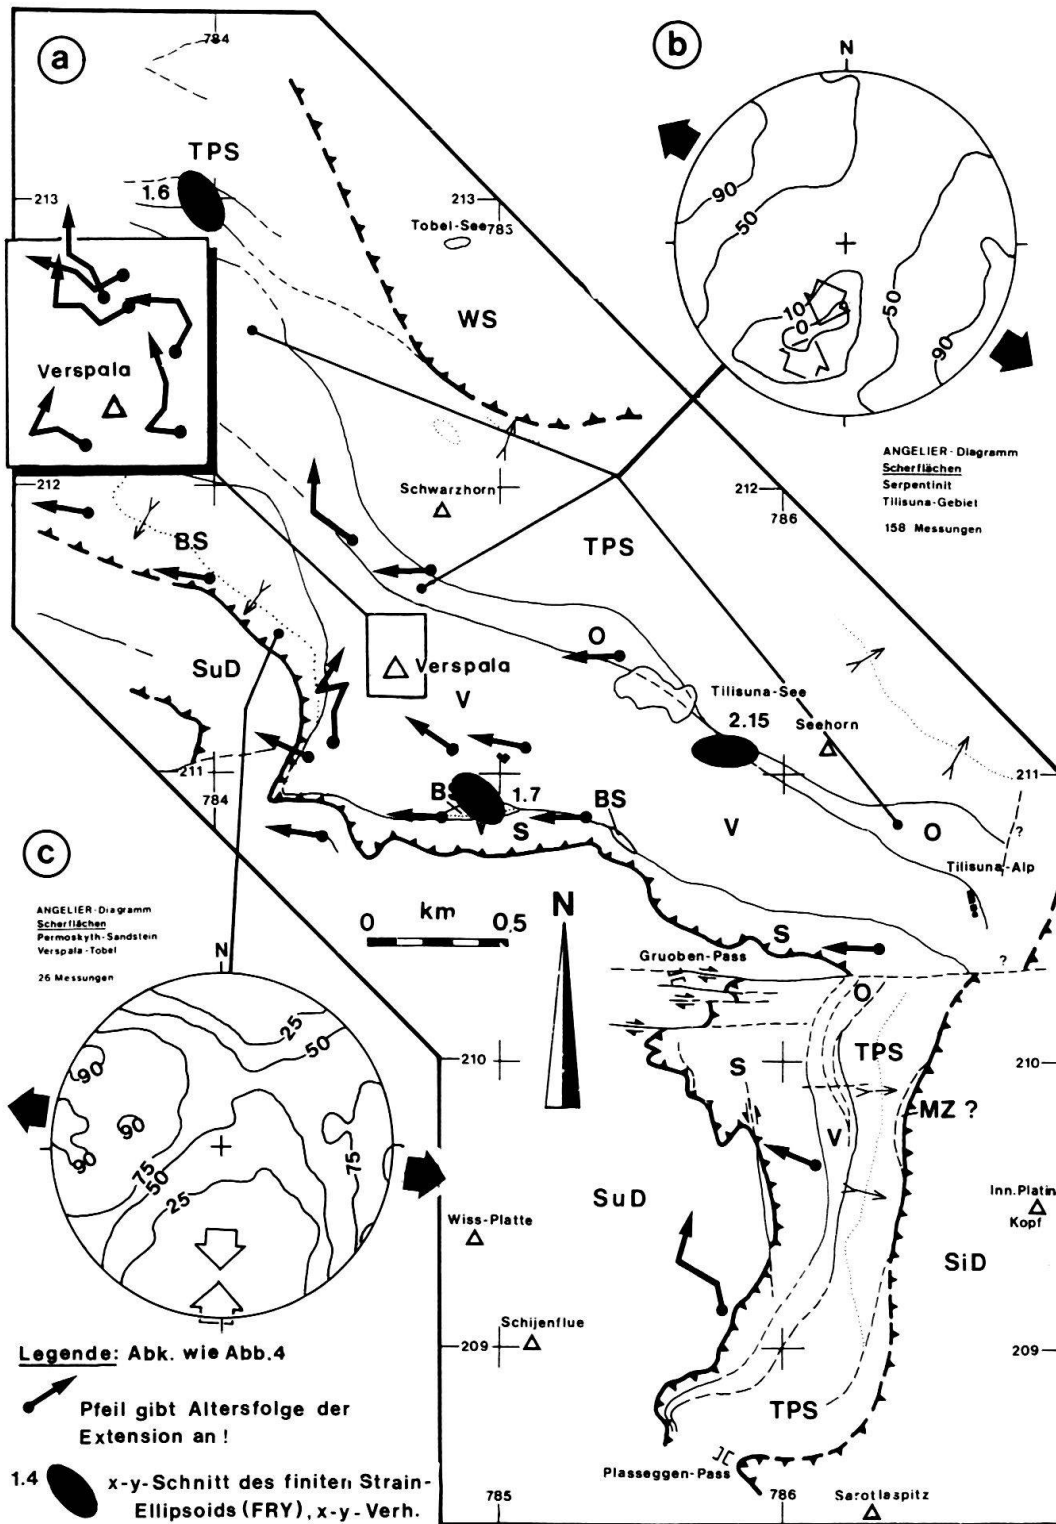 a
784
TPS
1.6
213
213
783
Tobel-See
WS
Verspala
b
N
90
50
50
90
10
0
ANGELIER-Diagramm
Scherflächen
Serpentinit
Tilisuna-Gebiet
158 Messungen
212
212
786
Schwarzhorn
TPS
BS
SuD
Verspala
V
O
Tilisuna-See
2.15
Seehorn
211
784
211
BS
1.7
BS
S
V
O
?
Tilisuna-Alp
c
ANGELIER-Diagramm
Scherflächen
Permoskyth-Sandstein
Verspala-Tobel
26 Messungen
0 km 0.5
N
S
Gruoben-Pass
?
O
210
210
S
TPS
MZ ?
V
N
25
50
90
90
90
75
50
25
75
SuD
Inn.Platin
Kopf
Wiss-Platte
SiD
Schijenflue
209
209
TPS
Plasseggen-Pass
785
786
Sarotlaspitz
Legende: Abk. wie Abb.4
Pfeil gibt Altersfolge der
Extension an !
1.4 x-y-Schnitt des finiten Strain-
Ellipsoids (FRY), x-y-Verh.